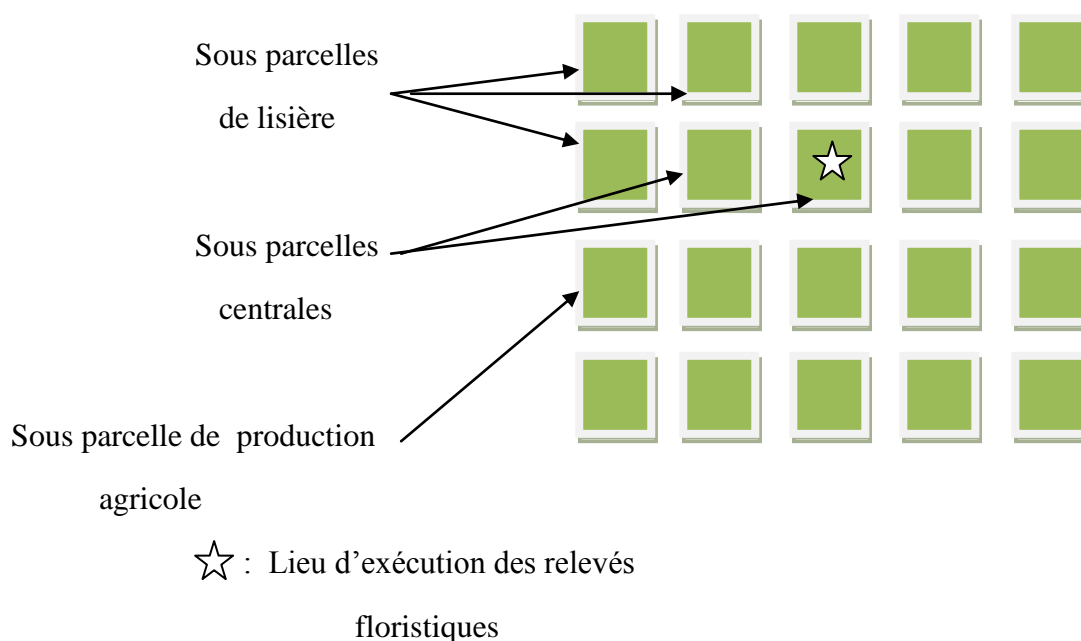 Sous parcelles
de lisière
Sous parcelles
centrales
Sous parcelle de production
agricole
: Lieu d’exécution des relevés
floristiques